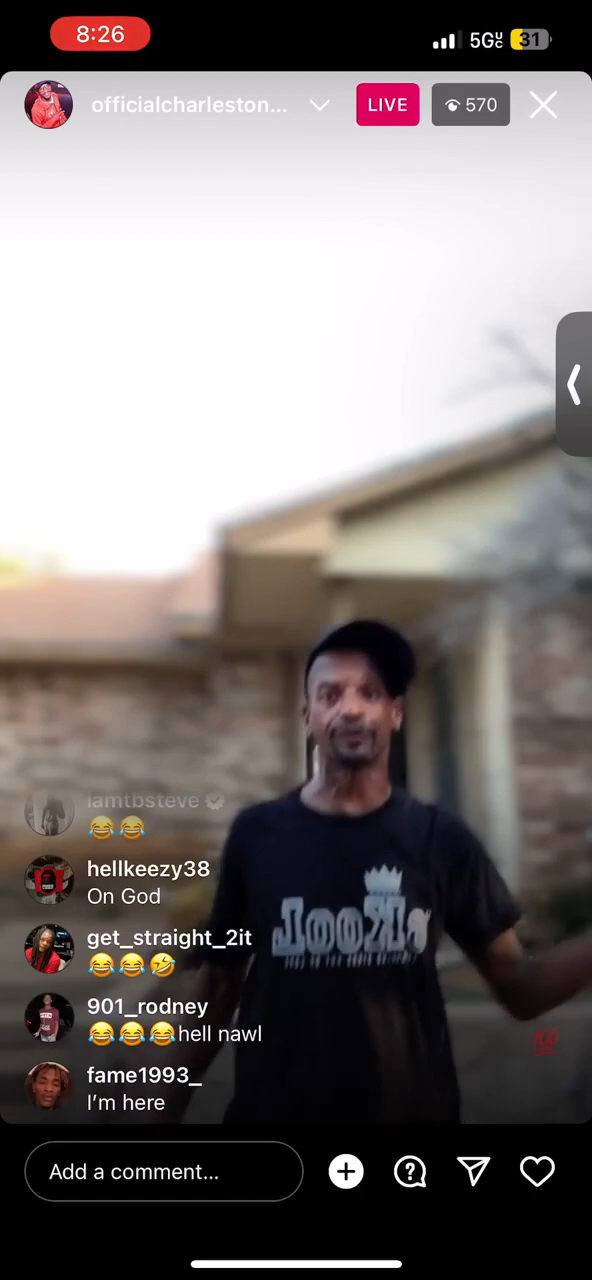 8:26
5G UC
31
officialcharleston...
LIVE
570
iamtbsteve
😂😂
hellkeezy38
On God
get_straight_2it
😂😂🤣
901_rodney
😂😂😂hell nawl
fame1993_
I'm here
💯
Add a comment...